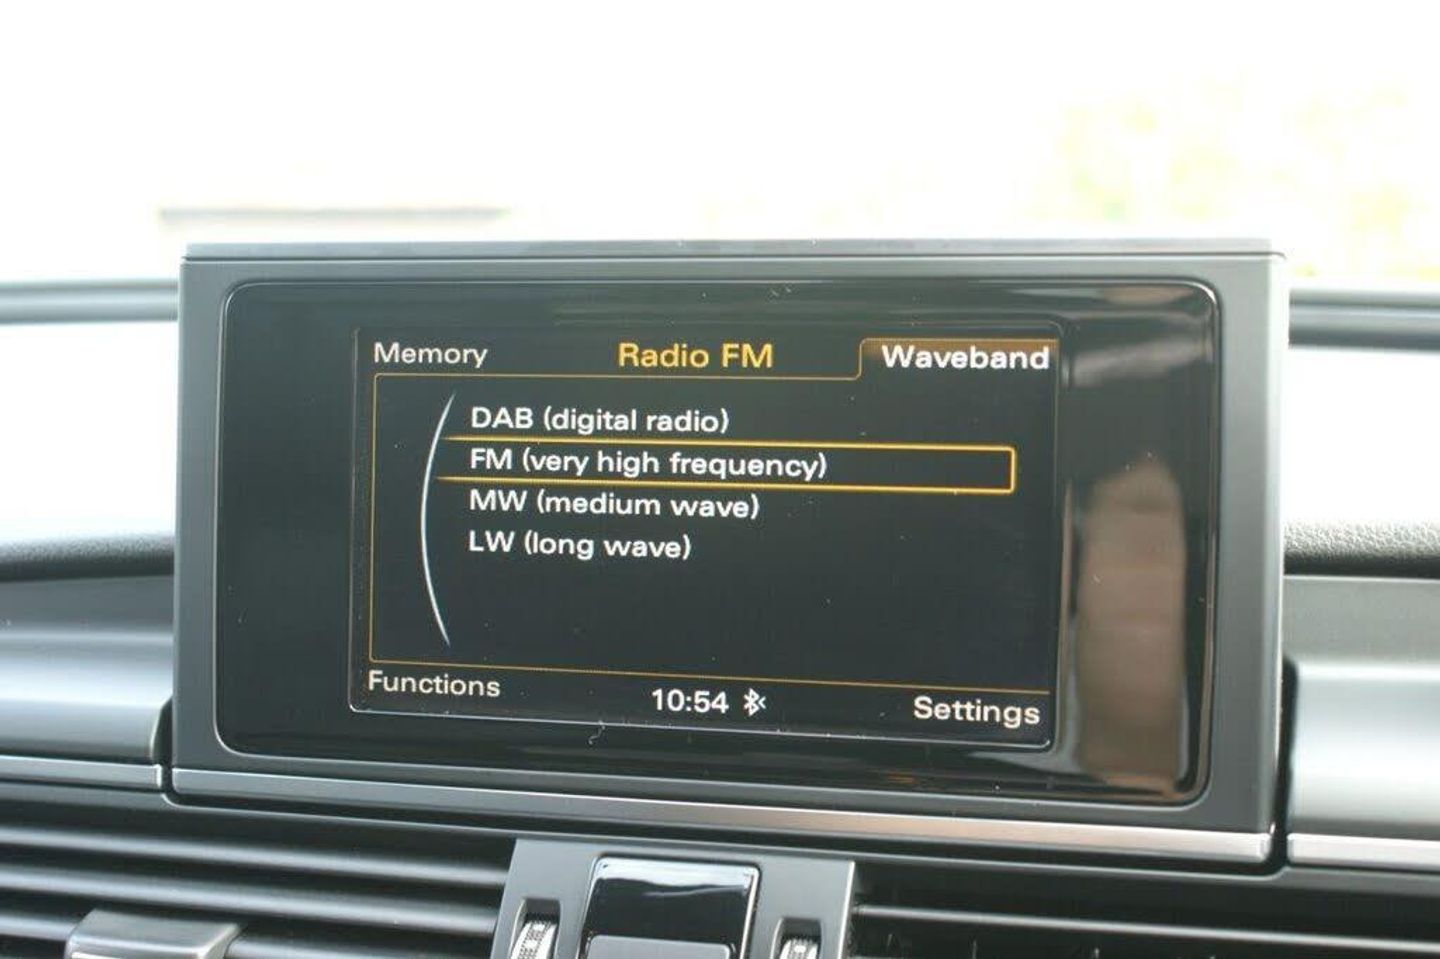 Memory Radio FM Waveband
DAB (digital radio)
FM (very high frequency)
MW (medium wave)
LW (long wave)
Functions 10:54 Settings